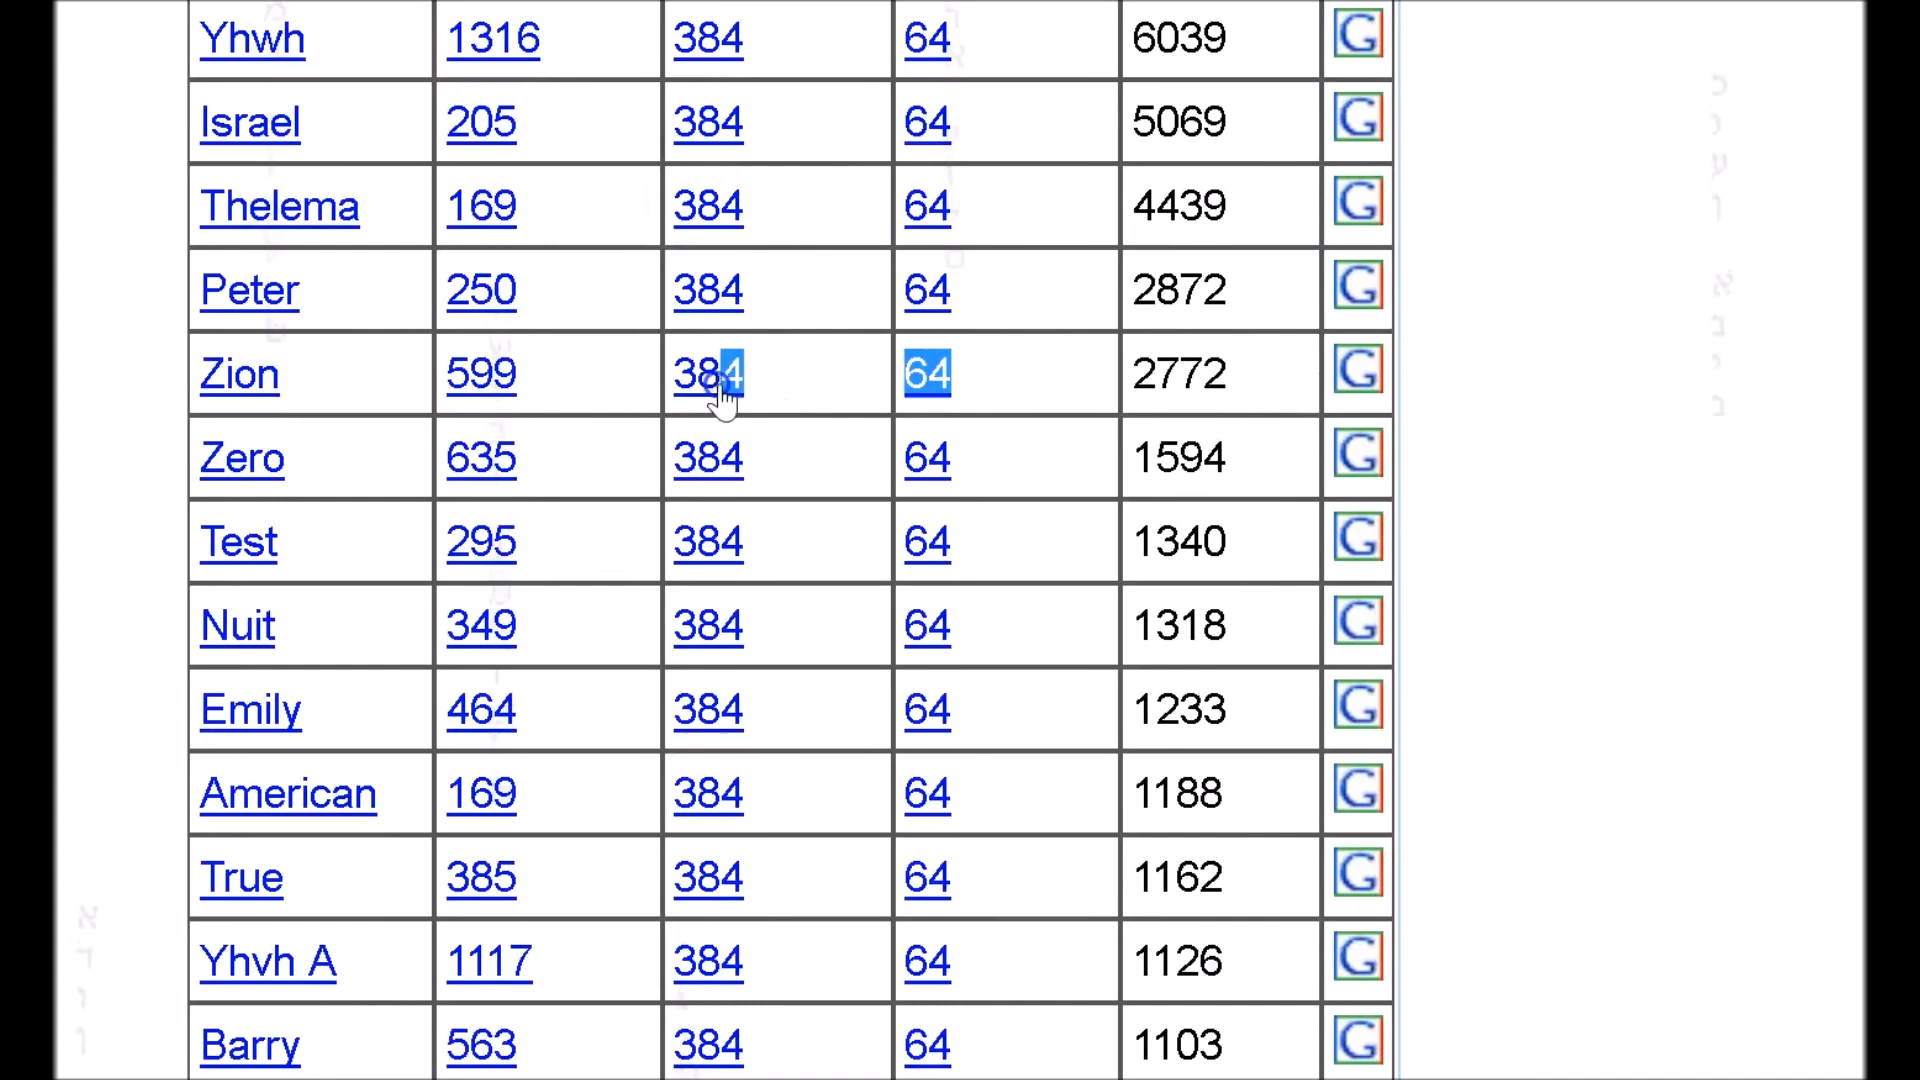 Yhwh 1316 384 64 6039 G
Israel 205 384 64 5069 G
Thelema 169 384 64 4439 G
Peter 250 384 64 2872 G
Zion 599 384 64 2772 G
Zero 635 384 64 1594 G
Test 295 384 64 1340 G
Nuit 349 384 64 1318 G
Emily 464 384 64 1233 G
American 169 384 64 1188 G
True 385 384 64 1162 G
Yhvh A 1117 384 64 1126 G
Barry 563 384 64 1103 G